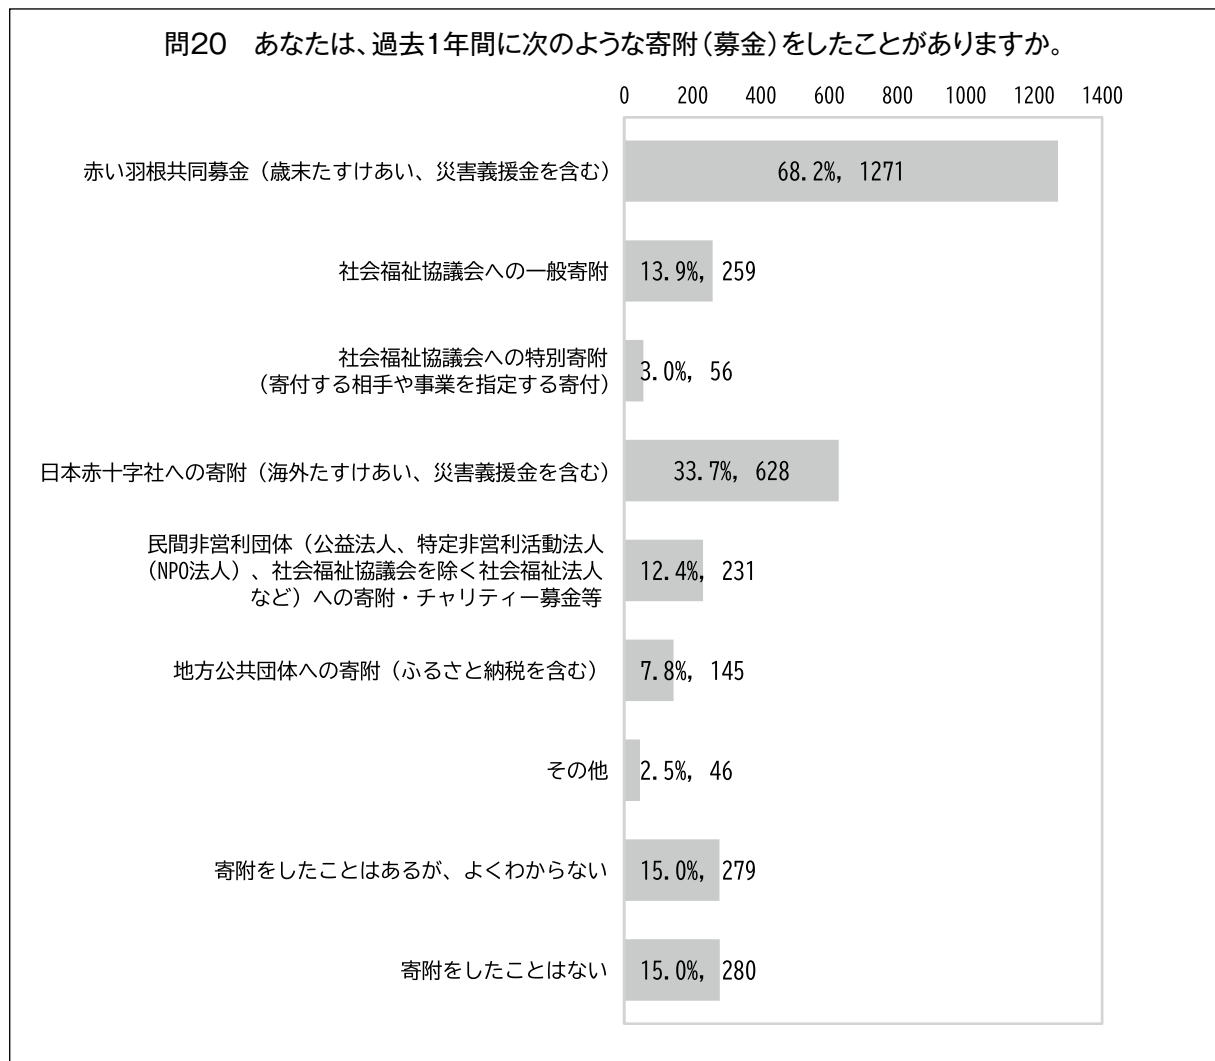 問20　あなたは、過去1年間に次のような寄附（募金）をしたことがありますか。
0 200 400 600 800 1000 1200 1400
赤い羽根共同募金（歳末たすけあい、災害義援金を含む） 68.2%, 1271
社会福祉協議会への一般寄附 13.9%, 259
社会福祉協議会への特別寄附
（寄付する相手や事業を指定する寄付） 3.0%, 56
日本赤十字社への寄附（海外たすけあい、災害義援金を含む） 33.7%, 628
民間非営利団体（公益法人、特定非営利活動法人
（NPO法人）、社会福祉協議会を除く社会福祉法人 12.4%, 231
など）への寄附・チャリティー募金等
地方公共団体への寄附（ふるさと納税を含む） 7.8%, 145
その他 2.5%, 46
寄附をしたことはあるが、よくわからない 15.0%, 279
寄附をしたことはない 15.0%, 280